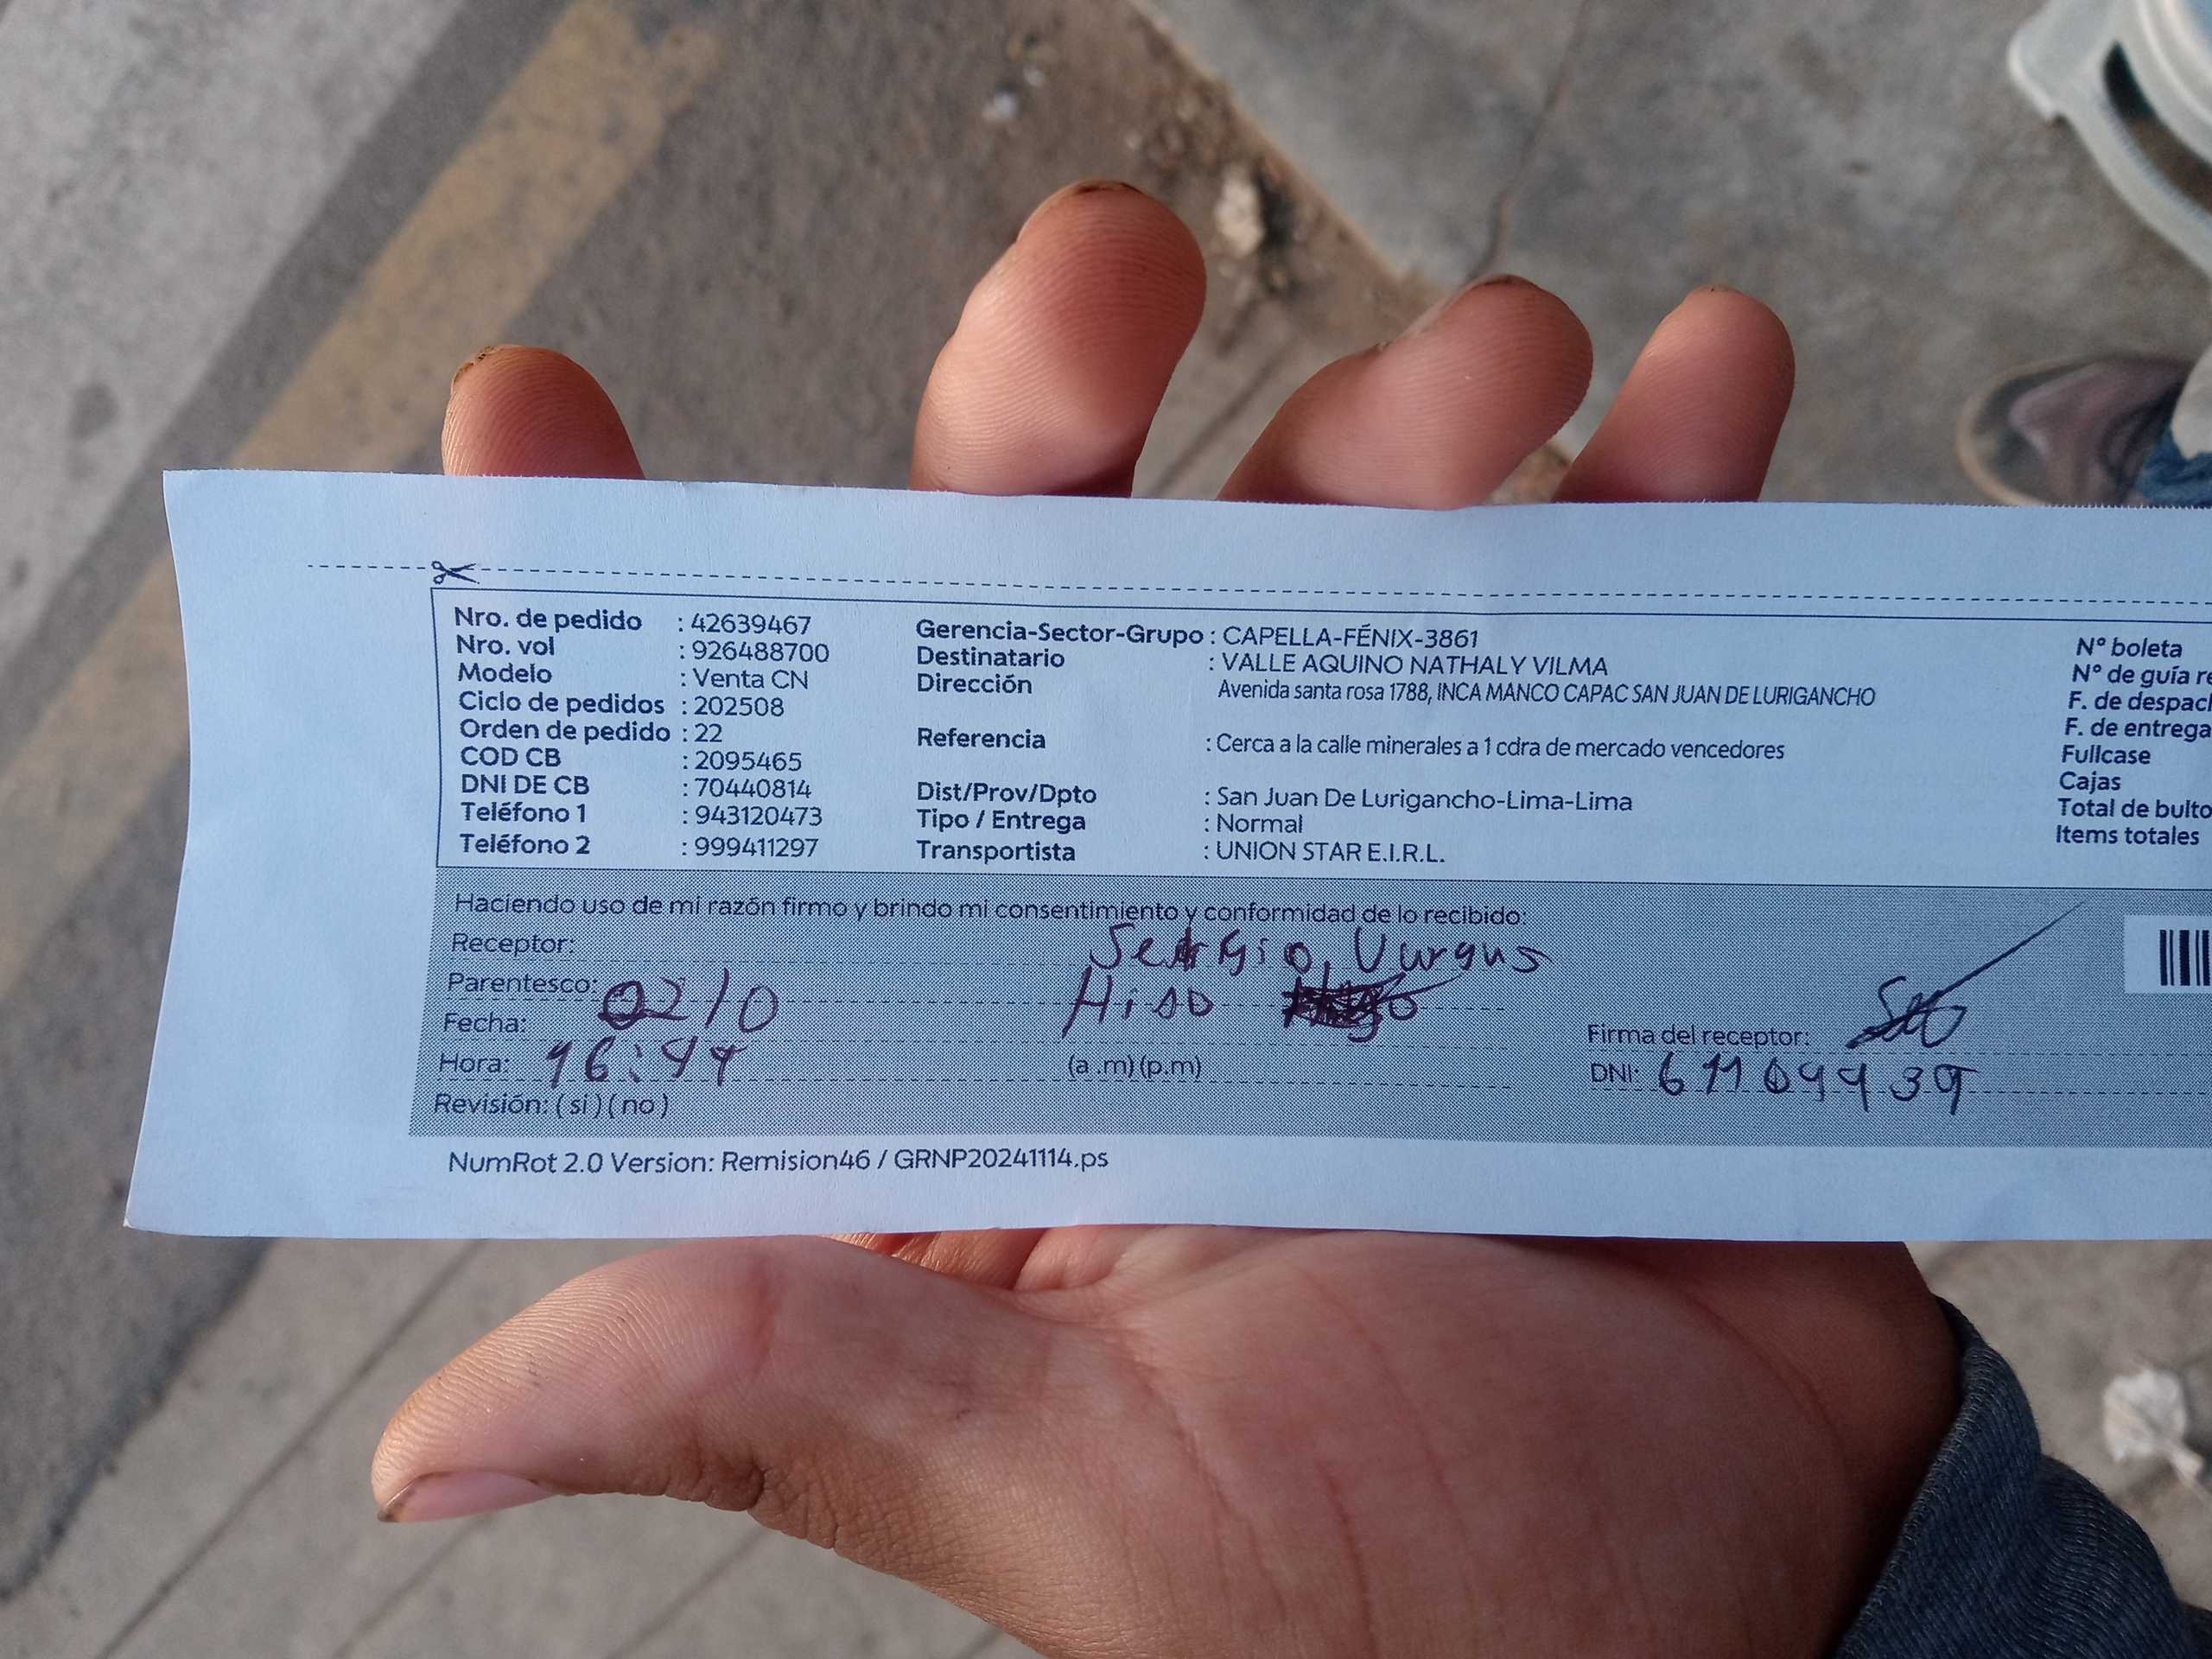 Nro. de pedido : 42639467
Nro. vol : 926488700
Modelo : Venta CN
Ciclo de pedidos : 202508
Orden de pedido : 22
COD CB : 2095465
DNI DE CB : 70440814
Teléfono 1 : 943120473
Teléfono 2 : 999411297
Gerencia-Sector-Grupo : CAPELLA-FÉNIX-3861
Destinatario : VALLE AQUINO NATHALY VILMA
Dirección Avenida santa rosa 1788, INCA MANCO CAPAC SAN JUAN DE LURIGANCHO
Referencia : Cerca a la calle minerales a 1 cdra de mercado vencedores
Dist/Prov/Dpto : San Juan De Lurigancho-Lima-Lima
Tipo / Entrega : Normal
Transportista : UNION STAR E.I.R.L.
N° boleta
N° de guía re
F. de despach
F. de entrega
Fullcase
Cajas
Total de bulto
Items totales
Haciendo uso de mi razón firmo y brindo mi consentimiento y conformidad de lo recibido:
Receptor: Sergio Vargas
Parentesco: Hijo
Fecha: 02/0
Hora: 16:44 (a .m) (p.m)
Revisión: ( si ) ( no )
Firma del receptor:
DNI:
NumRot 2.0 Version: Remision46 / GRNP20241114.ps